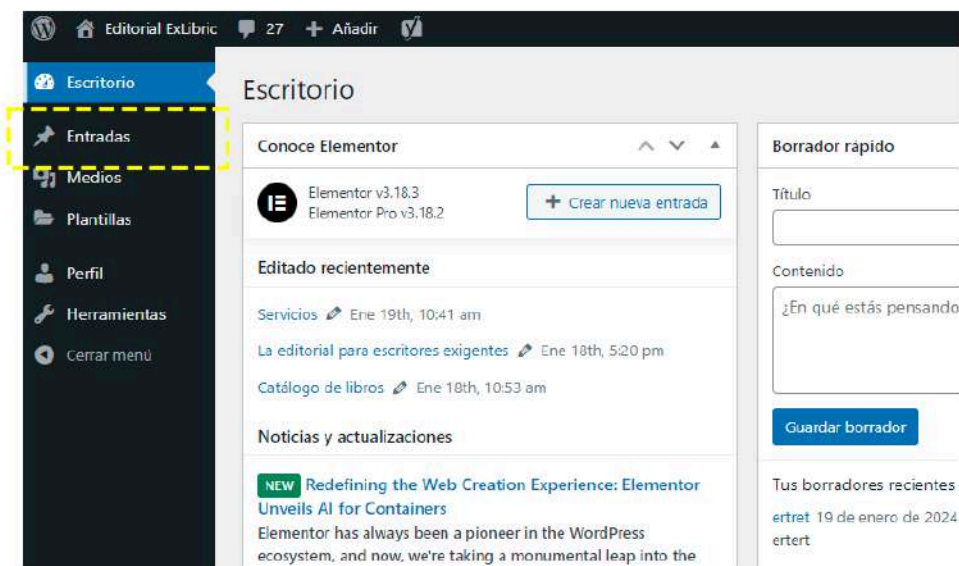 Editorial ExLibric 27 + Añadir
Escritorio
Entradas
Medios
Plantillas
Perfil
Herramientas
Cerrar menú
Escritorio
Conoce Elementor
Elementor v3.18.3
Elementor Pro v3.18.2
+ Crear nueva entrada
Editado recientemente
Servicios Ene 19th, 10:41 am
La editorial para escritores exigentes Ene 18th, 5:20 pm
Catálogo de libros Ene 18th, 10:53 am
Noticias y actualizaciones
NEW Redefining the Web Creation Experience: Elementor
Unveils AI for Containers
Elementor has always been a pioneer in the WordPress
ecosystem, and now, we're taking a monumental leap into the
Borrador rápido
Título
Contenido
¿En qué estás pensando
Guardar borrador
Tus borradores recientes
ertret 19 de enero de 2024
ertert